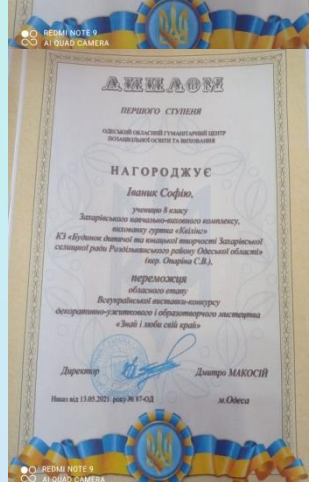 REDMI NOTE 9
AI QUAD CAMERA
ДИПЛОМ
ПЕРШОГО СТУПЕНЯ
ОДЕСЬКИЙ ОБЛАСНИЙ ГУМАНІТАРНИЙ ЦЕНТР
ПОЗАШКІЛЬНОЇ ОСВІТИ ТА ВИХОВАННЯ
НАГОРОДЖУЄ
Іваник Софію,
ученицю 8 класу
Захарівського навчально-виховного комплексу,
вихованку гуртка «Квілінг»
КЗ «Будинок дитячої та юнацької творчості Захарівської
селищної ради Роздільнянського району Одеської області»
(кер. Опаріна С.В.),
переможця
обласного етапу
Всеукраїнської виставки-конкурсу
декоративно-ужиткового і образотворчого мистецтва
«Знай і люби свій край»
Директор Дмитро МАКОСІЙ
Наказ від 13.05.2021 року № 87-ОД м.Одеса
REDMI NOTE 9
AI QUAD CAMERA